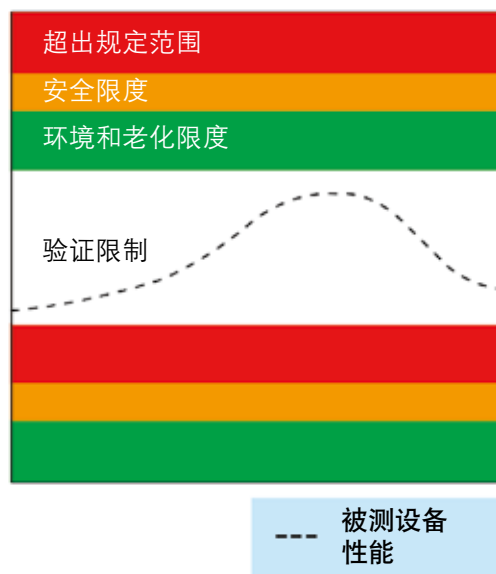 超出规定范围
安全限度
环境和老化限度
验证限制
被测设备
性能